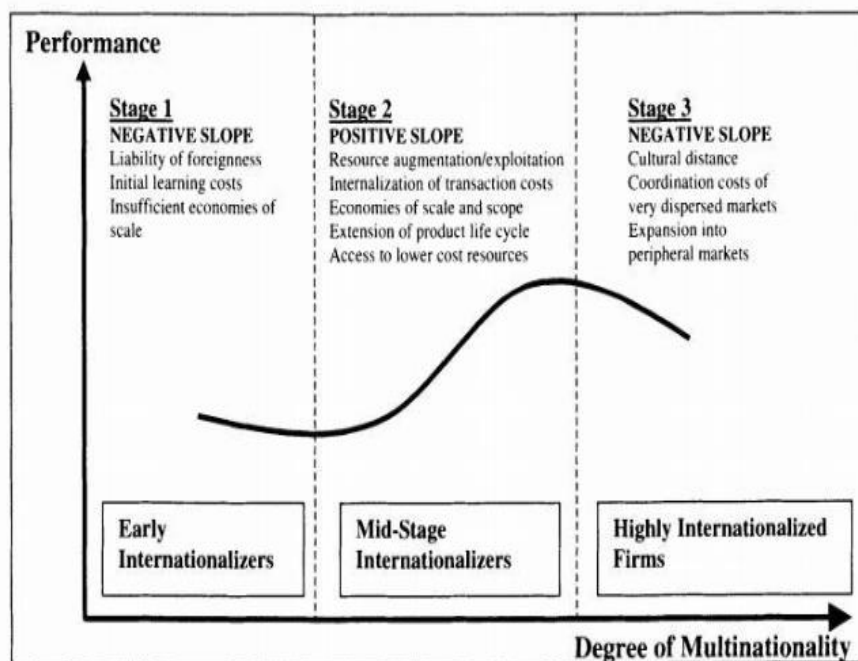 Performance
Stage 1
NEGATIVE SLOPE
Liability of foreignness
Initial learning costs
Insufficient economies of
scale
Stage 2
POSITIVE SLOPE
Resource augmentation/exploitation
Internalization of transaction costs
Economies of scale and scope
Extension of product life cycle
Access to lower cost resources
Stage 3
NEGATIVE SLOPE
Cultural distance
Coordination costs of
very dispersed markets
Expansion into
peripheral markets
Early
Internationalizers
Mid-Stage
Internationalizers
Highly Internationalized
Firms
Degree of Multinationality